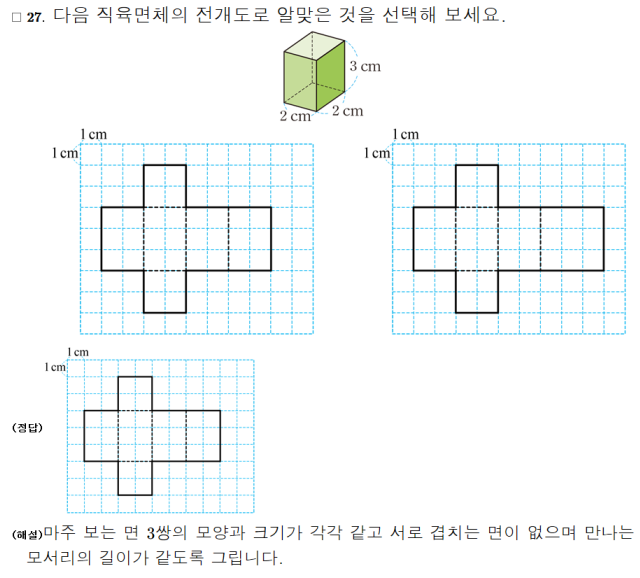 □ 27. 다음 직육면체의 전개도로 알맞은 것을 선택해 보세요.
3 cm
2 cm 2 cm
1 cm 1 cm
1 cm 1 cm
1 cm
1 cm
(정답)
(해설)마주 보는 면 3쌍의 모양과 크기가 각각 같고 서로 겹치는 면이 없으며 만나는
모서리의 길이가 같도록 그립니다.